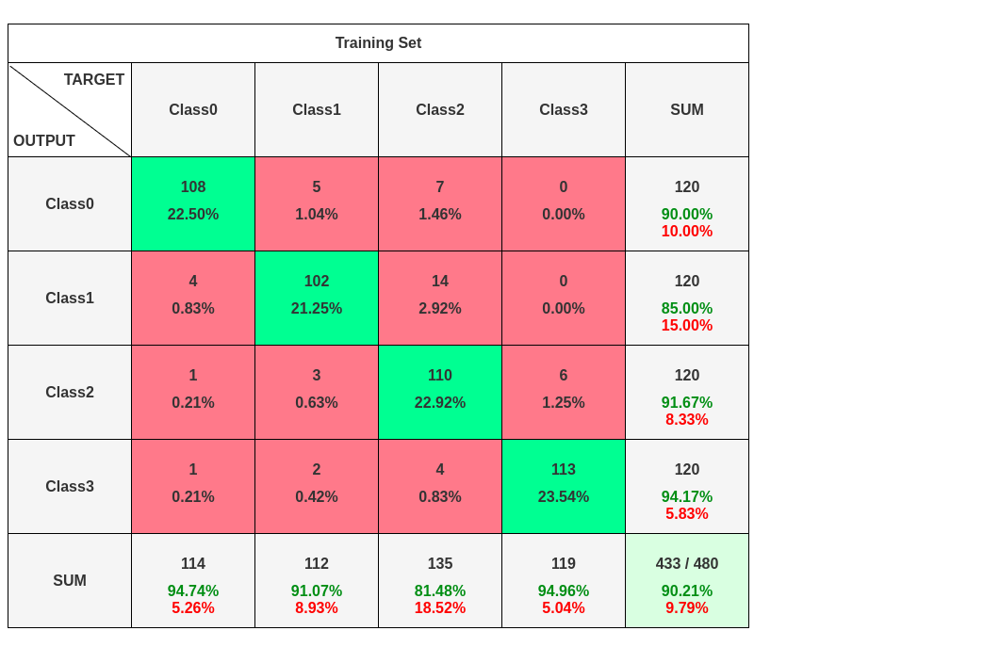 Training Set
TARGET
OUTPUT
Class0 Class1 Class2 Class3 SUM
Class0 108 5 7 0 120
22.50% 1.04% 1.46% 0.00% 90.00%
10.00%
Class1 4 102 14 0 120
0.83% 21.25% 2.92% 0.00% 85.00%
15.00%
Class2 1 3 110 6 120
0.21% 0.63% 22.92% 1.25% 91.67%
8.33%
Class3 1 2 4 113 120
0.21% 0.42% 0.83% 23.54% 94.17%
5.83%
SUM 114 112 135 119 433 / 480
94.74% 91.07% 81.48% 94.96% 90.21%
5.26% 8.93% 18.52% 5.04% 9.79%